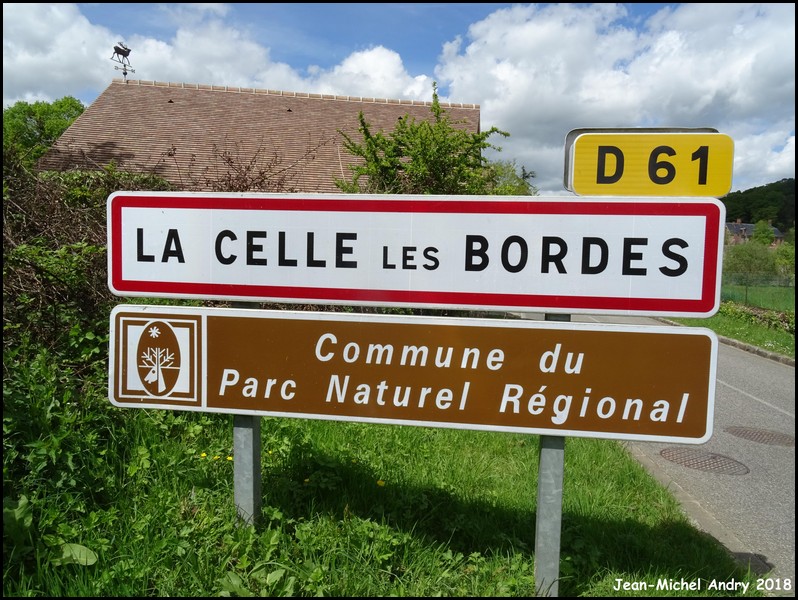 D 61
LA CELLE LES BORDES
Commune du
Parc Naturel Régional
Jean-Michel Andry 2018